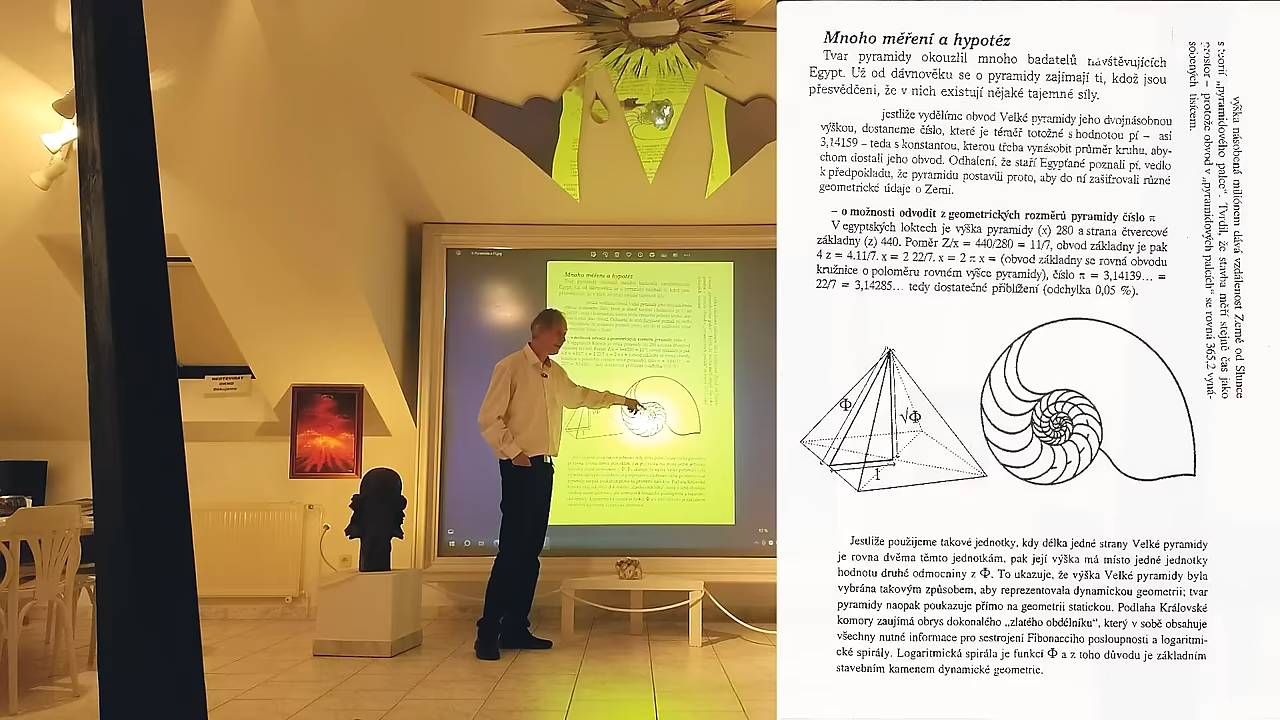 NEOTEVÍRAT
OKNO
Děkujeme
Mnoho měření a hypotéz
Tvar pyramidy okouzlil mnoho badatelů navštěvujících
Egypt. Už od dávnověku se o pyramidy zajímají ti, kdož jsou
přesvědčeni, že v nich existují nějaké tajemné síly.
jestliže vydělíme obvod Velké pyramidy jeho dvojnásobnou
výškou, dostaneme číslo, které je téměř totožné s hodnotou pí – asi
3,14159 – teda s konstantou, kterou třeba vynásobit průměr kruhu, aby-
chom dostali jeho obvod. Odhalení, že staří Egypťané poznali pí, vedlo
k předpokladu, že pyramidu postavili proto, aby do ní zašifrovali různé
geometrické údaje o Zemi.
– o možnosti odvodit z geometrických rozměrů pyramidy číslo π
V egyptských loktech je výška pyramidy (x) 280 a strana čtvercové
základny (z) 440. Poměr Z/x = 440/280 = 11/7, obvod základny je pak
4 z = 4.11/7. x = 2 22/7. x = 2 π x = (obvod základny se rovná obvodu
kružnice o poloměru rovném výšce pyramidy), číslo π = 3,14139... =
22/7 = 3,14285... tedy dostatečné přiblížení (odchylka 0,05 %).
výšku násobená miliónem dává vzdálenost Země od Slunce
s teorií „pyramidového palce“. Tvrdil, že stavba měří stejně čas jako
prostor – protože obvod v „pyramidových palcích“ se rovná 365,2 vyná-
sobených tisícem.
Φ
√Φ
1
Jestliže použijeme takové jednotky, kdy délka jedné strany Velké pyramidy
je rovna dvěma těmto jednotkám, pak její výška má místo jedné jednotky
hodnotu druhé odmocniny z Φ. To ukazuje, že výška Velké pyramidy byla
vybrána takovým způsobem, aby reprezentovala dynamickou geometrii; tvar
pyramidy naopak poukazuje přímo na geometrii statickou. Podlaha Královské
komory zaujímá obrys dokonalého „zlatého obdélníku“, který v sobě obsahuje
všechny nutné informace pro sestrojení Fibonacciho posloupnosti a logaritmi-
cké spirály. Logaritmická spirála je funkcí Φ a z toho důvodu je základním
stavebním kamenem dynamické geometrie.